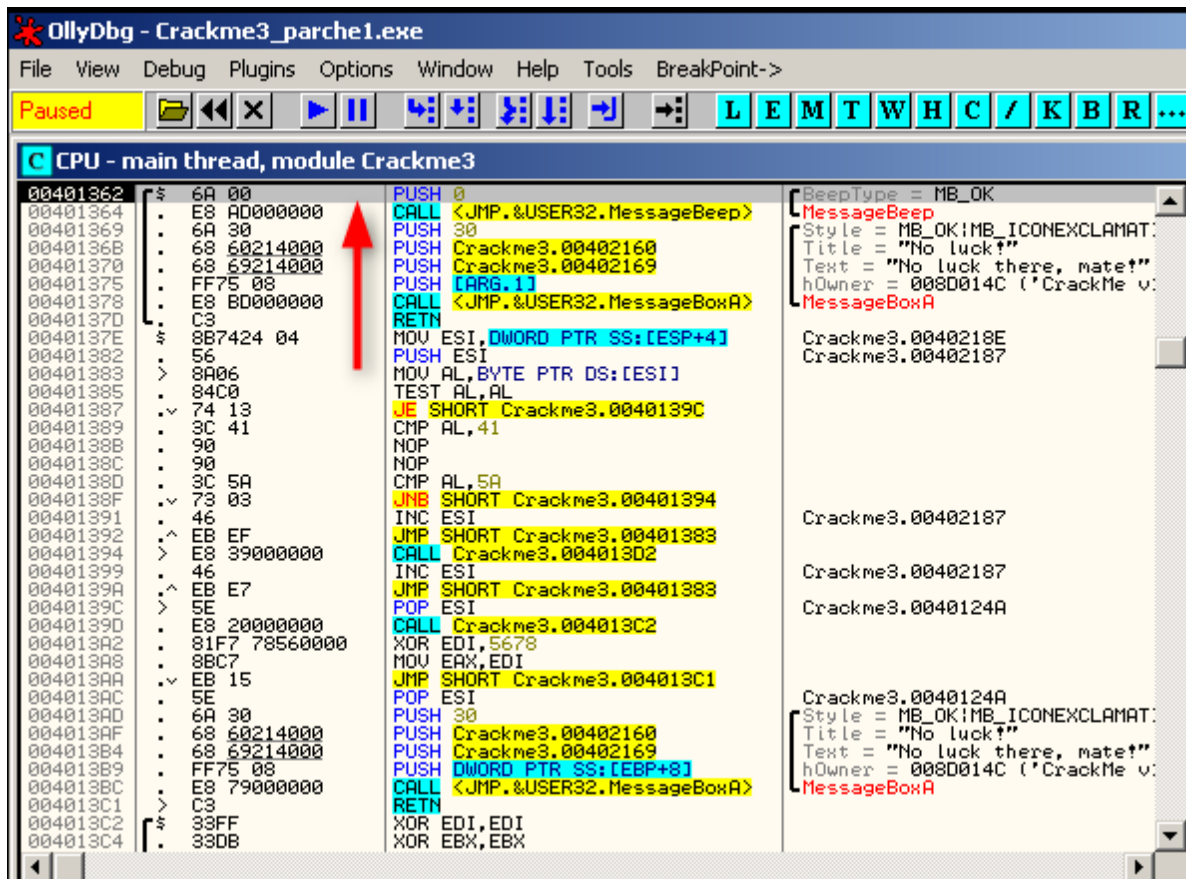 OllyDbg - Crackme3_parche1.exe
File View Debug Plugins Options Window Help Tools BreakPoint->
Paused L E M T W H C / K B R ...
C CPU - main thread, module Crackme3
00401362 $ 6A 00 PUSH 0 BeepType = MB_OK
00401364 . E8 AD000000 CALL <JMP.&USER32.MessageBeep> MessageBeep
00401369 . 6A 30 PUSH 30 Style = MB_OK|MB_ICONEXCLAMAT
0040136B . 68 60214000 PUSH Crackme3.00402160 Title = "No luck!"
00401370 . 68 69214000 PUSH Crackme3.00402169 Text = "No luck there, mate!"
00401375 . FF75 08 PUSH [ARG.1] hOwner = 008D014C ('CrackMe v
00401378 . E8 BD000000 CALL <JMP.&USER32.MessageBoxA> MessageBoxA
0040137D . C3 RETN
0040137E $ 8B7424 04 MOV ESI,DWORD PTR SS:[ESP+4] Crackme3.0040218E
00401382 . 56 PUSH ESI Crackme3.00402187
00401383 > 8A06 MOV AL,BYTE PTR DS:[ESI]
00401385 . 84C0 TEST AL,AL
00401387 .v 74 13 JE SHORT Crackme3.0040139C
00401389 . 3C 41 CMP AL,41
0040138B . 90 NOP
0040138C . 90 NOP
0040138D . 3C 5A CMP AL,5A
0040138F .v 73 03 JNB SHORT Crackme3.00401394
00401391 . 46 INC ESI Crackme3.00402187
00401392 .^ EB EF JMP SHORT Crackme3.00401383
00401394 > E8 39000000 CALL Crackme3.004013D2
00401399 . 46 INC ESI Crackme3.00402187
0040139A .^ EB E7 JMP SHORT Crackme3.00401383
0040139C > 5E POP ESI Crackme3.0040124A
0040139D . E8 20000000 CALL Crackme3.004013C2
004013A2 . 81F7 78560000 XOR EDI,5678
004013A8 . 8BC7 MOV EAX,EDI
004013AA .v EB 15 JMP SHORT Crackme3.004013C1
004013AC . 5E POP ESI Crackme3.0040124A
004013AD . 6A 30 PUSH 30 Style = MB_OK|MB_ICONEXCLAMAT
004013AF . 68 60214000 PUSH Crackme3.00402160 Title = "No luck!"
004013B4 . 68 69214000 PUSH Crackme3.00402169 Text = "No luck there, mate!"
004013B9 . FF75 08 PUSH DWORD PTR SS:[EBP+8] hOwner = 008D014C ('CrackMe v
004013BC . E8 79000000 CALL <JMP.&USER32.MessageBoxA> MessageBoxA
004013C1 > C3 RETN
004013C2 $ 33FF XOR EDI,EDI
004013C4 . 33DB XOR EBX,EBX